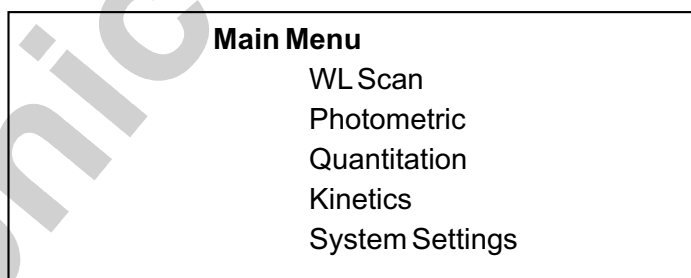 Main Menu
WL Scan
Photometric
Quantitation
Kinetics
System Settings